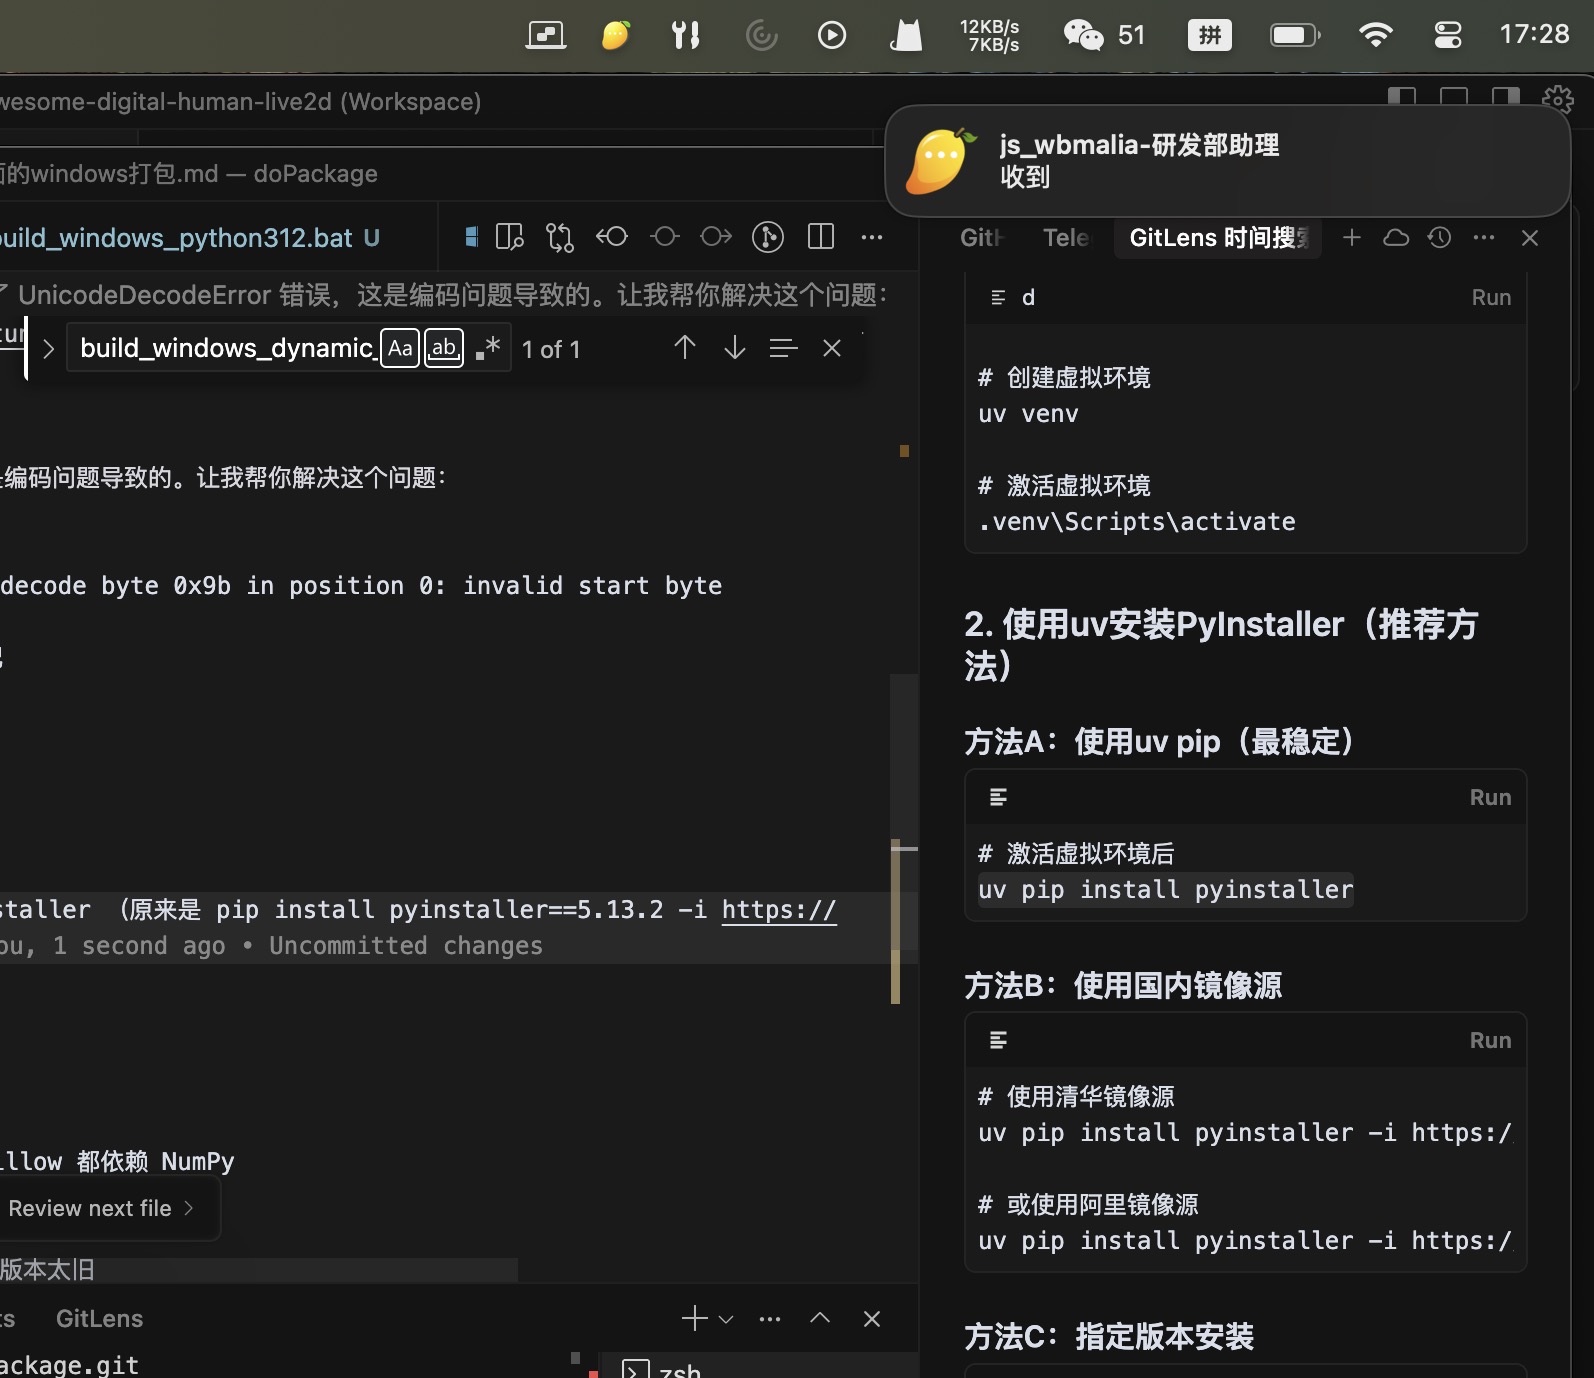 12KB/s
7KB/s
51
拼
17:28
wesome-digital-human-live2d (Workspace)
js_wbmalia-研发部助理
收到
面的windows打包.md — doPackage
build_windows_python312.bat U
Tele
GitLens 时间搜索
UnicodeDecodeError 错误，这是编码问题导致的。让我帮你解决这个问题：
build_windows_dynamic_
Aa
ab
.*
1 of 1
是编码问题导致的。让我帮你解决这个问题：
decode byte 0x9b in position 0: invalid start byte
staller （原来是 pip install pyinstaller==5.13.2 -i https://
ou, 1 second ago • Uncommitted changes
illow 都依赖 NumPy
Review next file
版本太旧
ts
GitLens
ackage.git
zsh
d
Run
# 创建虚拟环境
uv venv
# 激活虚拟环境
.venv\Scripts\activate
2. 使用uv安装PyInstaller（推荐方
法）
方法A：使用uv pip（最稳定）
Run
# 激活虚拟环境后
uv pip install pyinstaller
方法B：使用国内镜像源
Run
# 使用清华镜像源
uv pip install pyinstaller -i https:/
# 或使用阿里镜像源
uv pip install pyinstaller -i https:/
方法C：指定版本安装